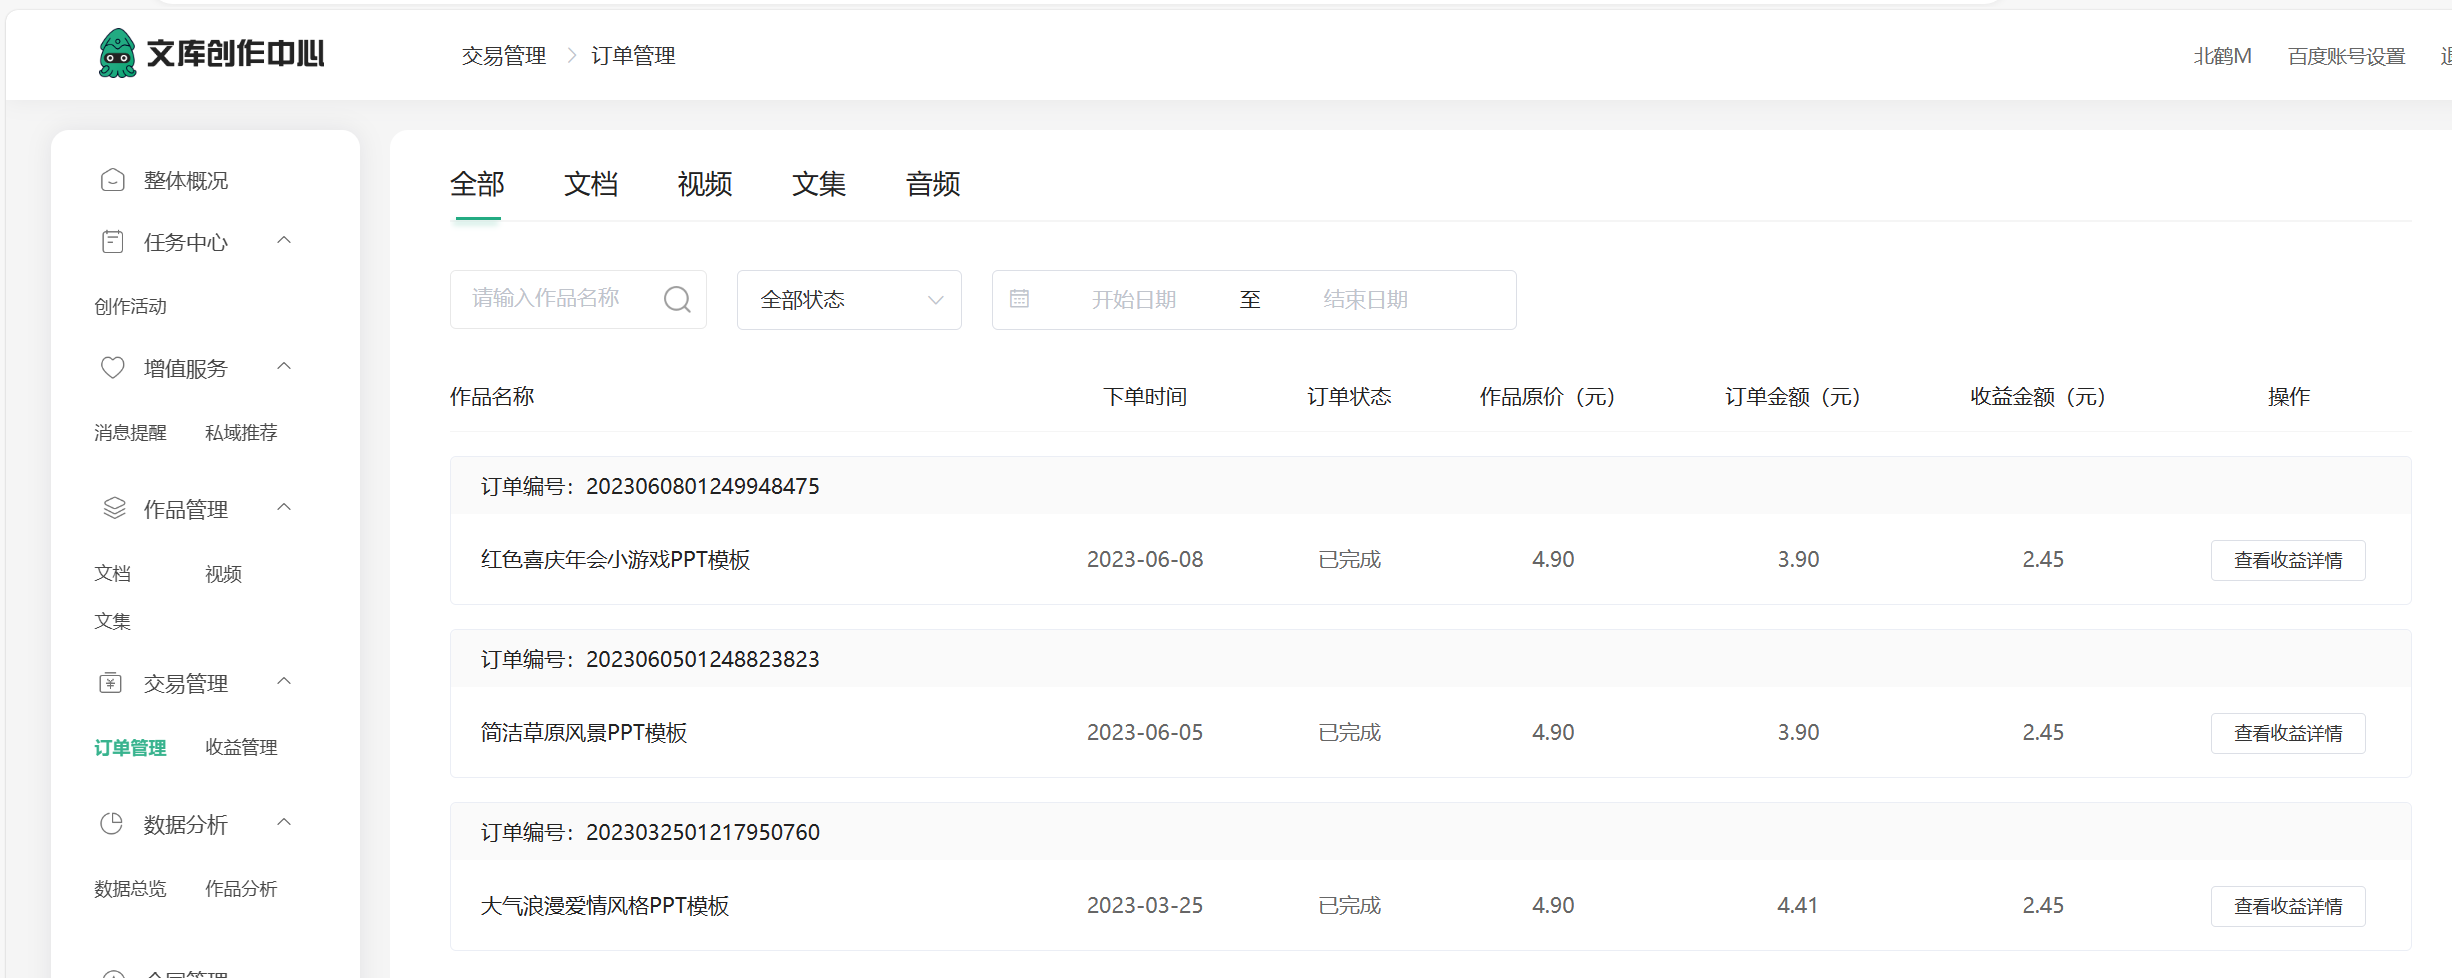 文库创作中心
交易管理 > 订单管理
北鹤M 百度账号设置
整体概况
任务中心
创作活动
增值服务
消息提醒 私域推荐
作品管理
文档 视频
文集
交易管理
订单管理 收益管理
数据分析
数据总览 作品分析
全部 文档 视频 文集 音频
请输入作品名称 全部状态 开始日期 至 结束日期
作品名称 下单时间 订单状态 作品原价（元） 订单金额（元） 收益金额（元） 操作
订单编号：2023060801249948475
红色喜庆年会小游戏PPT模板 2023-06-08 已完成 4.90 3.90 2.45 查看收益详情
订单编号：2023060501248823823
简洁草原风景PPT模板 2023-06-05 已完成 4.90 3.90 2.45 查看收益详情
订单编号：2023032501217950760
大气浪漫爱情风格PPT模板 2023-03-25 已完成 4.90 4.41 2.45 查看收益详情